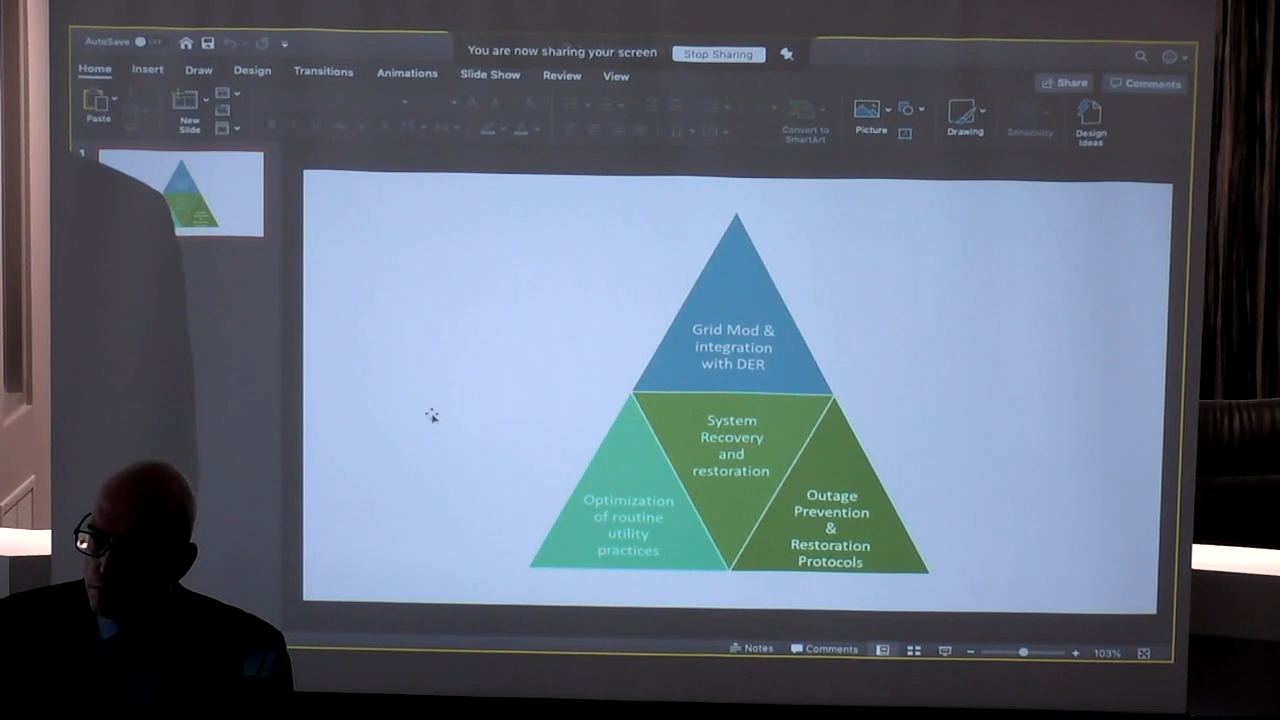 AutoSave OFF
You are now sharing your screen
Stop Sharing
Home Insert Draw Design Transitions Animations Slide Show Review View
Share Comments
Paste
New
Slide
Convert to
SmartArt
Picture
Drawing
Sensitivity
Design
Ideas
1
Grid Mod &
integration
with DER
System
Recovery
and
restoration
Optimization
of routine
utility
practices
Outage
Prevention
&
Restoration
Protocols
Notes Comments 103%